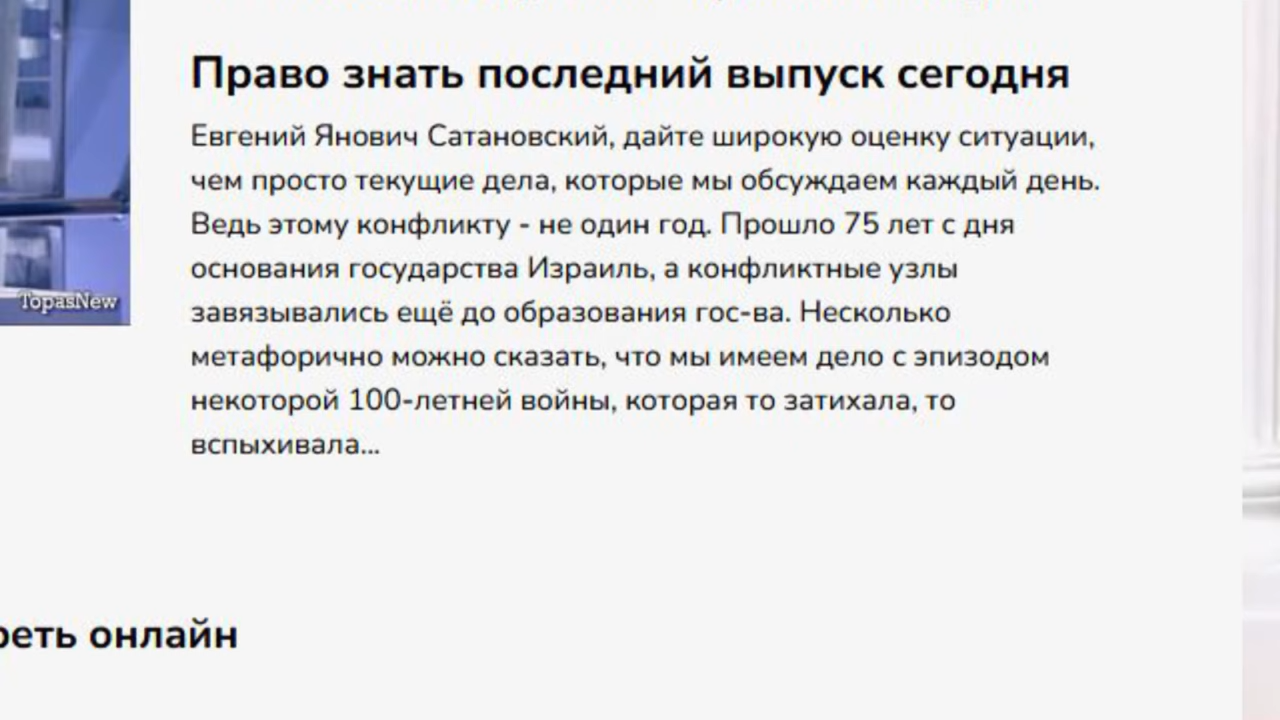 Право знать последний выпуск сегодня
Евгений Янович Сатановский, дайте широкую оценку ситуации,
чем просто текущие дела, которые мы обсуждаем каждый день.
Ведь этому конфликту - не один год. Прошло 75 лет с дня
основания государства Израиль, а конфликтные узлы
TopasNew
завязывались ещё до образования гос-ва. Несколько
метафорично можно сказать, что мы имеем дело с эпизодом
некоторой 100-летней войны, которая то затихала, то
вспыхивала...
реть онлайн